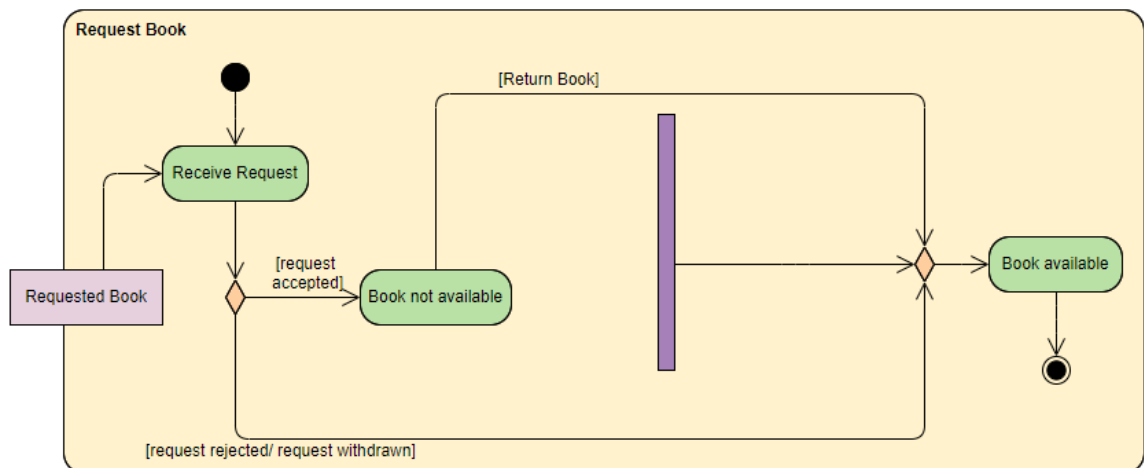 Request Book
[Return Book]
Receive Request
[request
accepted]
Requested Book
Book not available
Book available
[request rejected/ request withdrawn]